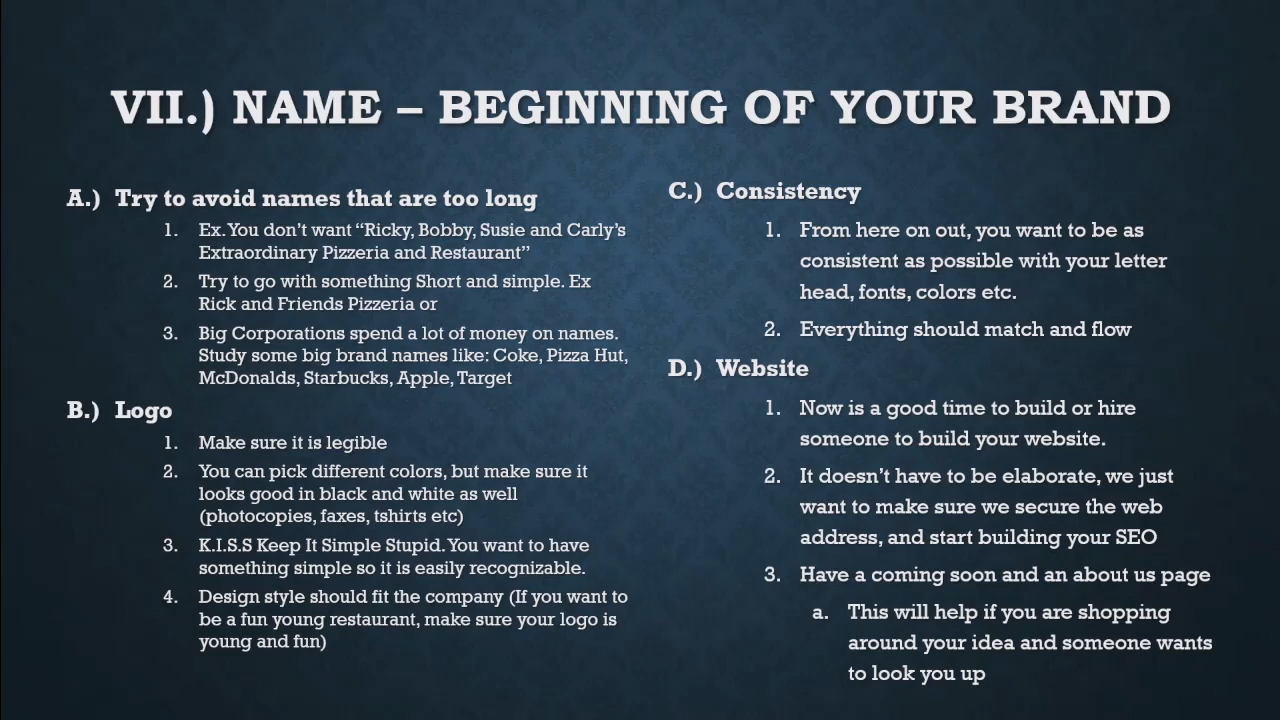 VII.) NAME – BEGINNING OF YOUR BRAND
A.) Try to avoid names that are too long
1. Ex. You don’t want “Ricky, Bobby, Susie and Carly’s
Extraordinary Pizzeria and Restaurant”
2. Try to go with something Short and simple. Ex
Rick and Friends Pizzeria or
3. Big Corporations spend a lot of money on names.
Study some big brand names like: Coke, Pizza Hut,
McDonalds, Starbucks, Apple, Target
B.) Logo
1. Make sure it is legible
2. You can pick different colors, but make sure it
looks good in black and white as well
(photocopies, faxes, tshirts etc)
3. K.I.S.S Keep It Simple Stupid. You want to have
something simple so it is easily recognizable.
4. Design style should fit the company (If you want to
be a fun young restaurant, make sure your logo is
young and fun)
C.) Consistency
1. From here on out, you want to be as
consistent as possible with your letter
head, fonts, colors etc.
2. Everything should match and flow
D.) Website
1. Now is a good time to build or hire
someone to build your website.
2. It doesn’t have to be elaborate, we just
want to make sure we secure the web
address, and start building your SEO
3. Have a coming soon and an about us page
a. This will help if you are shopping
around your idea and someone wants
to look you up